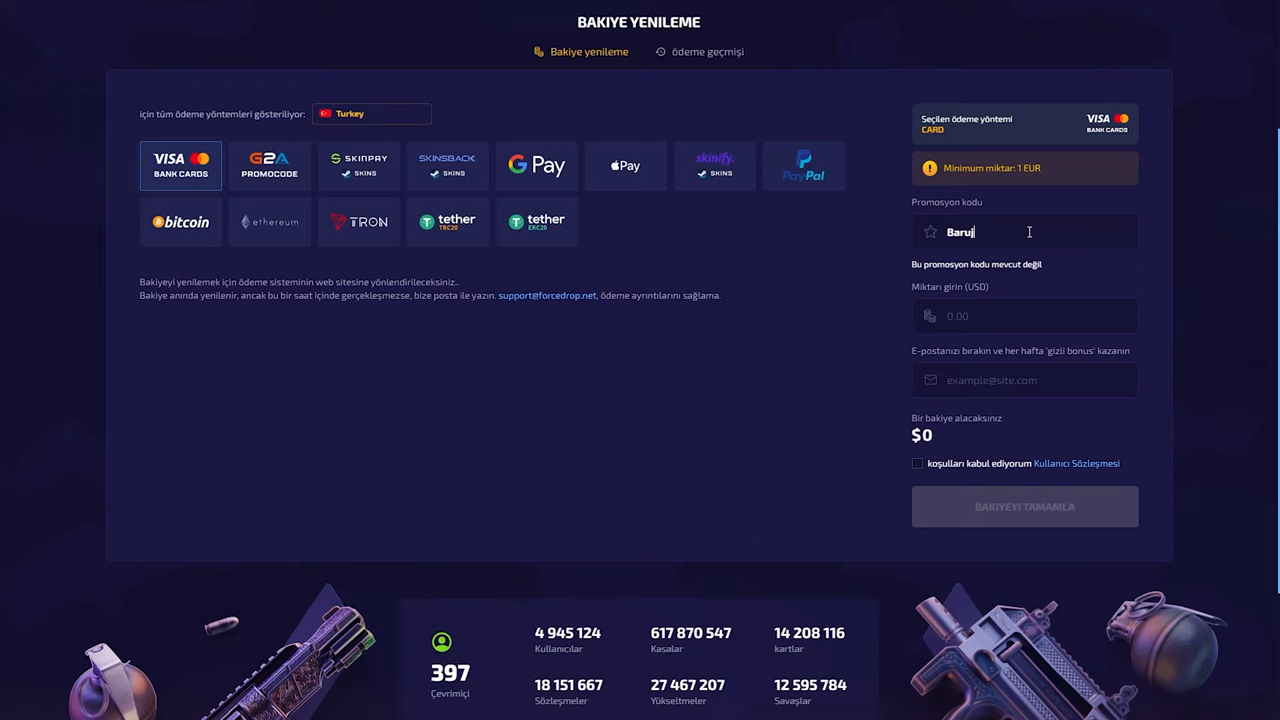 BAKIYE YENILEME
Bakiye yenileme
ödeme geçmişi
için tüm ödeme yöntemleri gösteriliyor:
Turkey
VISA
BANK CARDS
G2A
PROMOCODE
SKINPAY
SKINS
SKINSBACK
SKINS
G Pay
Pay
skinify.
SKINS
PayPal
bitcoin
ethereum
TRON
tether
TRC20
tether
ERC20
Bakiyeyi yenilemek için ödeme sisteminin web sitesine yönlendirileceksiniz..
Bakiye anında yenilenir, ancak bu bir saat içinde gerçekleşmezse, bize posta ile yazın. support@forcedrop.net, ödeme ayrıntılarını sağlama.
Seçilen ödeme yöntemi
CARD
VISA
BANK CARDS
Minimum miktar: 1 EUR
Promosyon kodu
Baruj
Bu promosyon kodu mevcut değil
Miktarı girin (USD)
0.00
E-postanızı bırakın ve her hafta 'gizli bonus' kazanın
example@site.com
Bir bakiye alacaksınız
$0
koşulları kabul ediyorum Kullanıcı Sözleşmesi
BAKIYEYI TAMAMLA
397
Çevrimiçi
4 945 124
Kullanıcılar
617 870 547
Kasalar
14 208 116
kartlar
18 151 667
Sözleşmeler
27 467 207
Yükseltmeler
12 595 784
Savaşlar